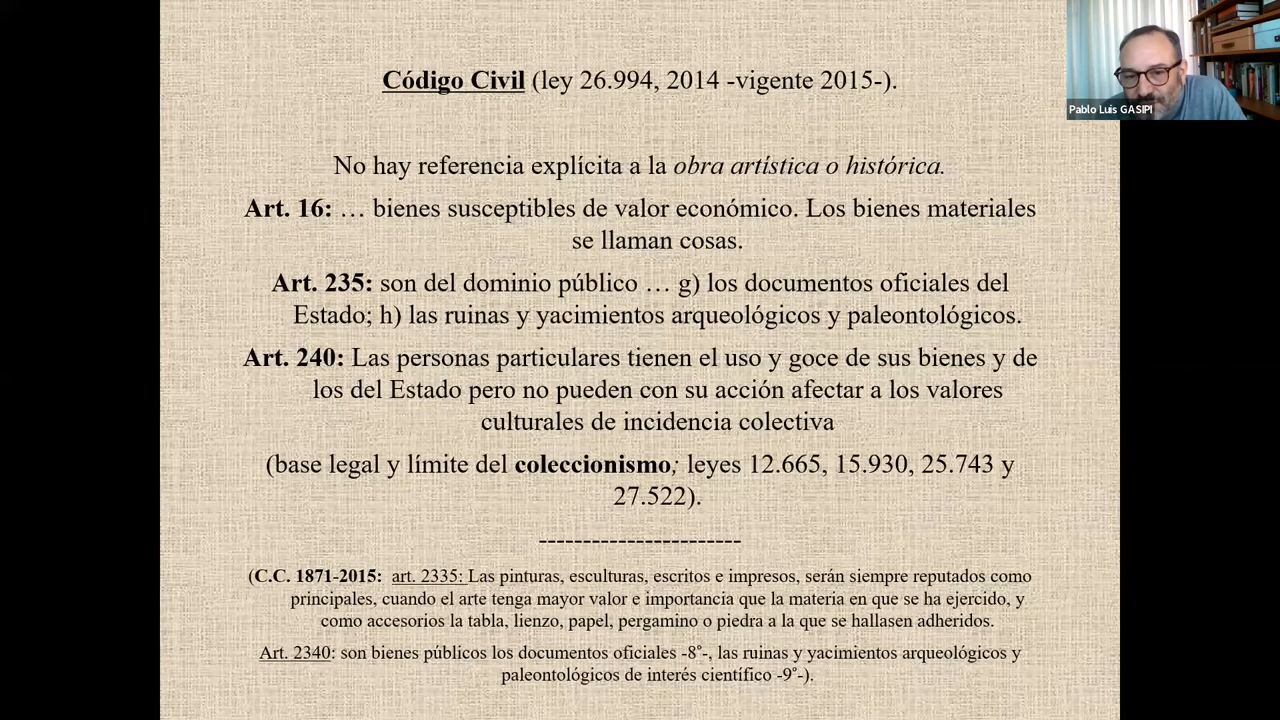 Código Civil (ley 26.994, 2014 -vigente 2015-).
Pablo Luis GASIPI
No hay referencia explícita a la obra artística o histórica.
Art. 16: … bienes susceptibles de valor económico. Los bienes materiales
se llaman cosas.
Art. 235: son del dominio público … g) los documentos oficiales del
Estado; h) las ruinas y yacimientos arqueológicos y paleontológicos.
Art. 240: Las personas particulares tienen el uso y goce de sus bienes y de
los del Estado pero no pueden con su acción afectar a los valores
culturales de incidencia colectiva
(base legal y límite del coleccionismo; leyes 12.665, 15.930, 25.743 y
27.522).
-----------------------
(C.C. 1871-2015: art. 2335: Las pinturas, esculturas, escritos e impresos, serán siempre reputados como
principales, cuando el arte tenga mayor valor e importancia que la materia en que se ha ejercido, y
como accesorios la tabla, lienzo, papel, pergamino o piedra a la que se hallasen adheridos.
Art. 2340: son bienes públicos los documentos oficiales -8°-, las ruinas y yacimientos arqueológicos y
paleontológicos de interés científico -9°-).